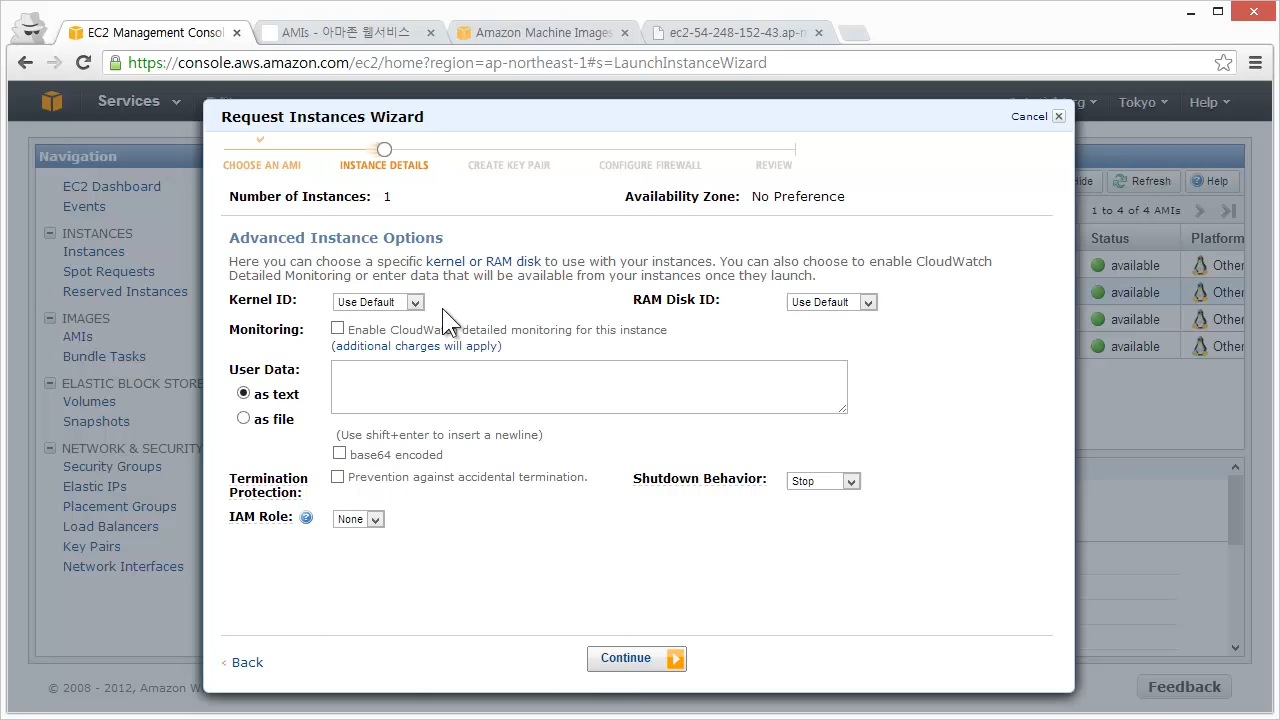 EC2 Management Consol
AMIs - 아마존 웹서비스
Amazon Machine Images
ec2-54-248-152-43.ap-n
https://console.aws.amazon.com/ec2/home?region=ap-northeast-1#s=LaunchInstanceWizard
Services
Tokyo
Help
Request Instances Wizard
Cancel
CHOOSE AN AMI
INSTANCE DETAILS
CREATE KEY PAIR
CONFIGURE FIREWALL
REVIEW
Number of Instances: 1
Availability Zone: No Preference
Advanced Instance Options
Here you can choose a specific kernel or RAM disk to use with your instances. You can also choose to enable CloudWatch
Detailed Monitoring or enter data that will be available from your instances once they launch.
Kernel ID: Use Default
RAM Disk ID: Use Default
Monitoring: Enable CloudWatch detailed monitoring for this instance
(additional charges will apply)
User Data:
as text
as file
(Use shift+enter to insert a newline)
base64 encoded
Termination
Protection:
Prevention against accidental termination.
Shutdown Behavior: Stop
IAM Role: None
< Back
Continue
Navigation
EC2 Dashboard
Events
INSTANCES
Instances
Spot Requests
Reserved Instances
IMAGES
AMIs
Bundle Tasks
ELASTIC BLOCK STORE
Volumes
Snapshots
NETWORK & SECURITY
Security Groups
Elastic IPs
Placement Groups
Load Balancers
Key Pairs
Network Interfaces
Refresh
Help
1 to 4 of 4 AMIs
Status
Platform
available
Other
available
Other
available
Other
available
Other
© 2008 - 2012, Amazon W
Feedback